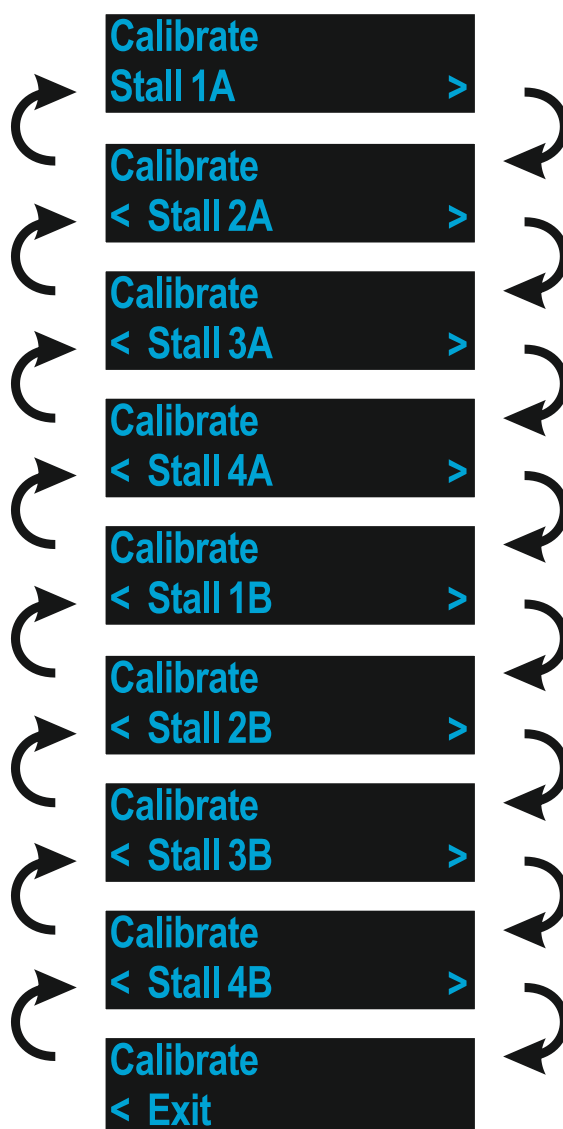 Calibrate
Stall 1A >
Calibrate
< Stall 2A >
Calibrate
< Stall 3A >
Calibrate
< Stall 4A >
Calibrate
< Stall 1B >
Calibrate
< Stall 2B >
Calibrate
< Stall 3B >
Calibrate
< Stall 4B >
Calibrate
< Exit